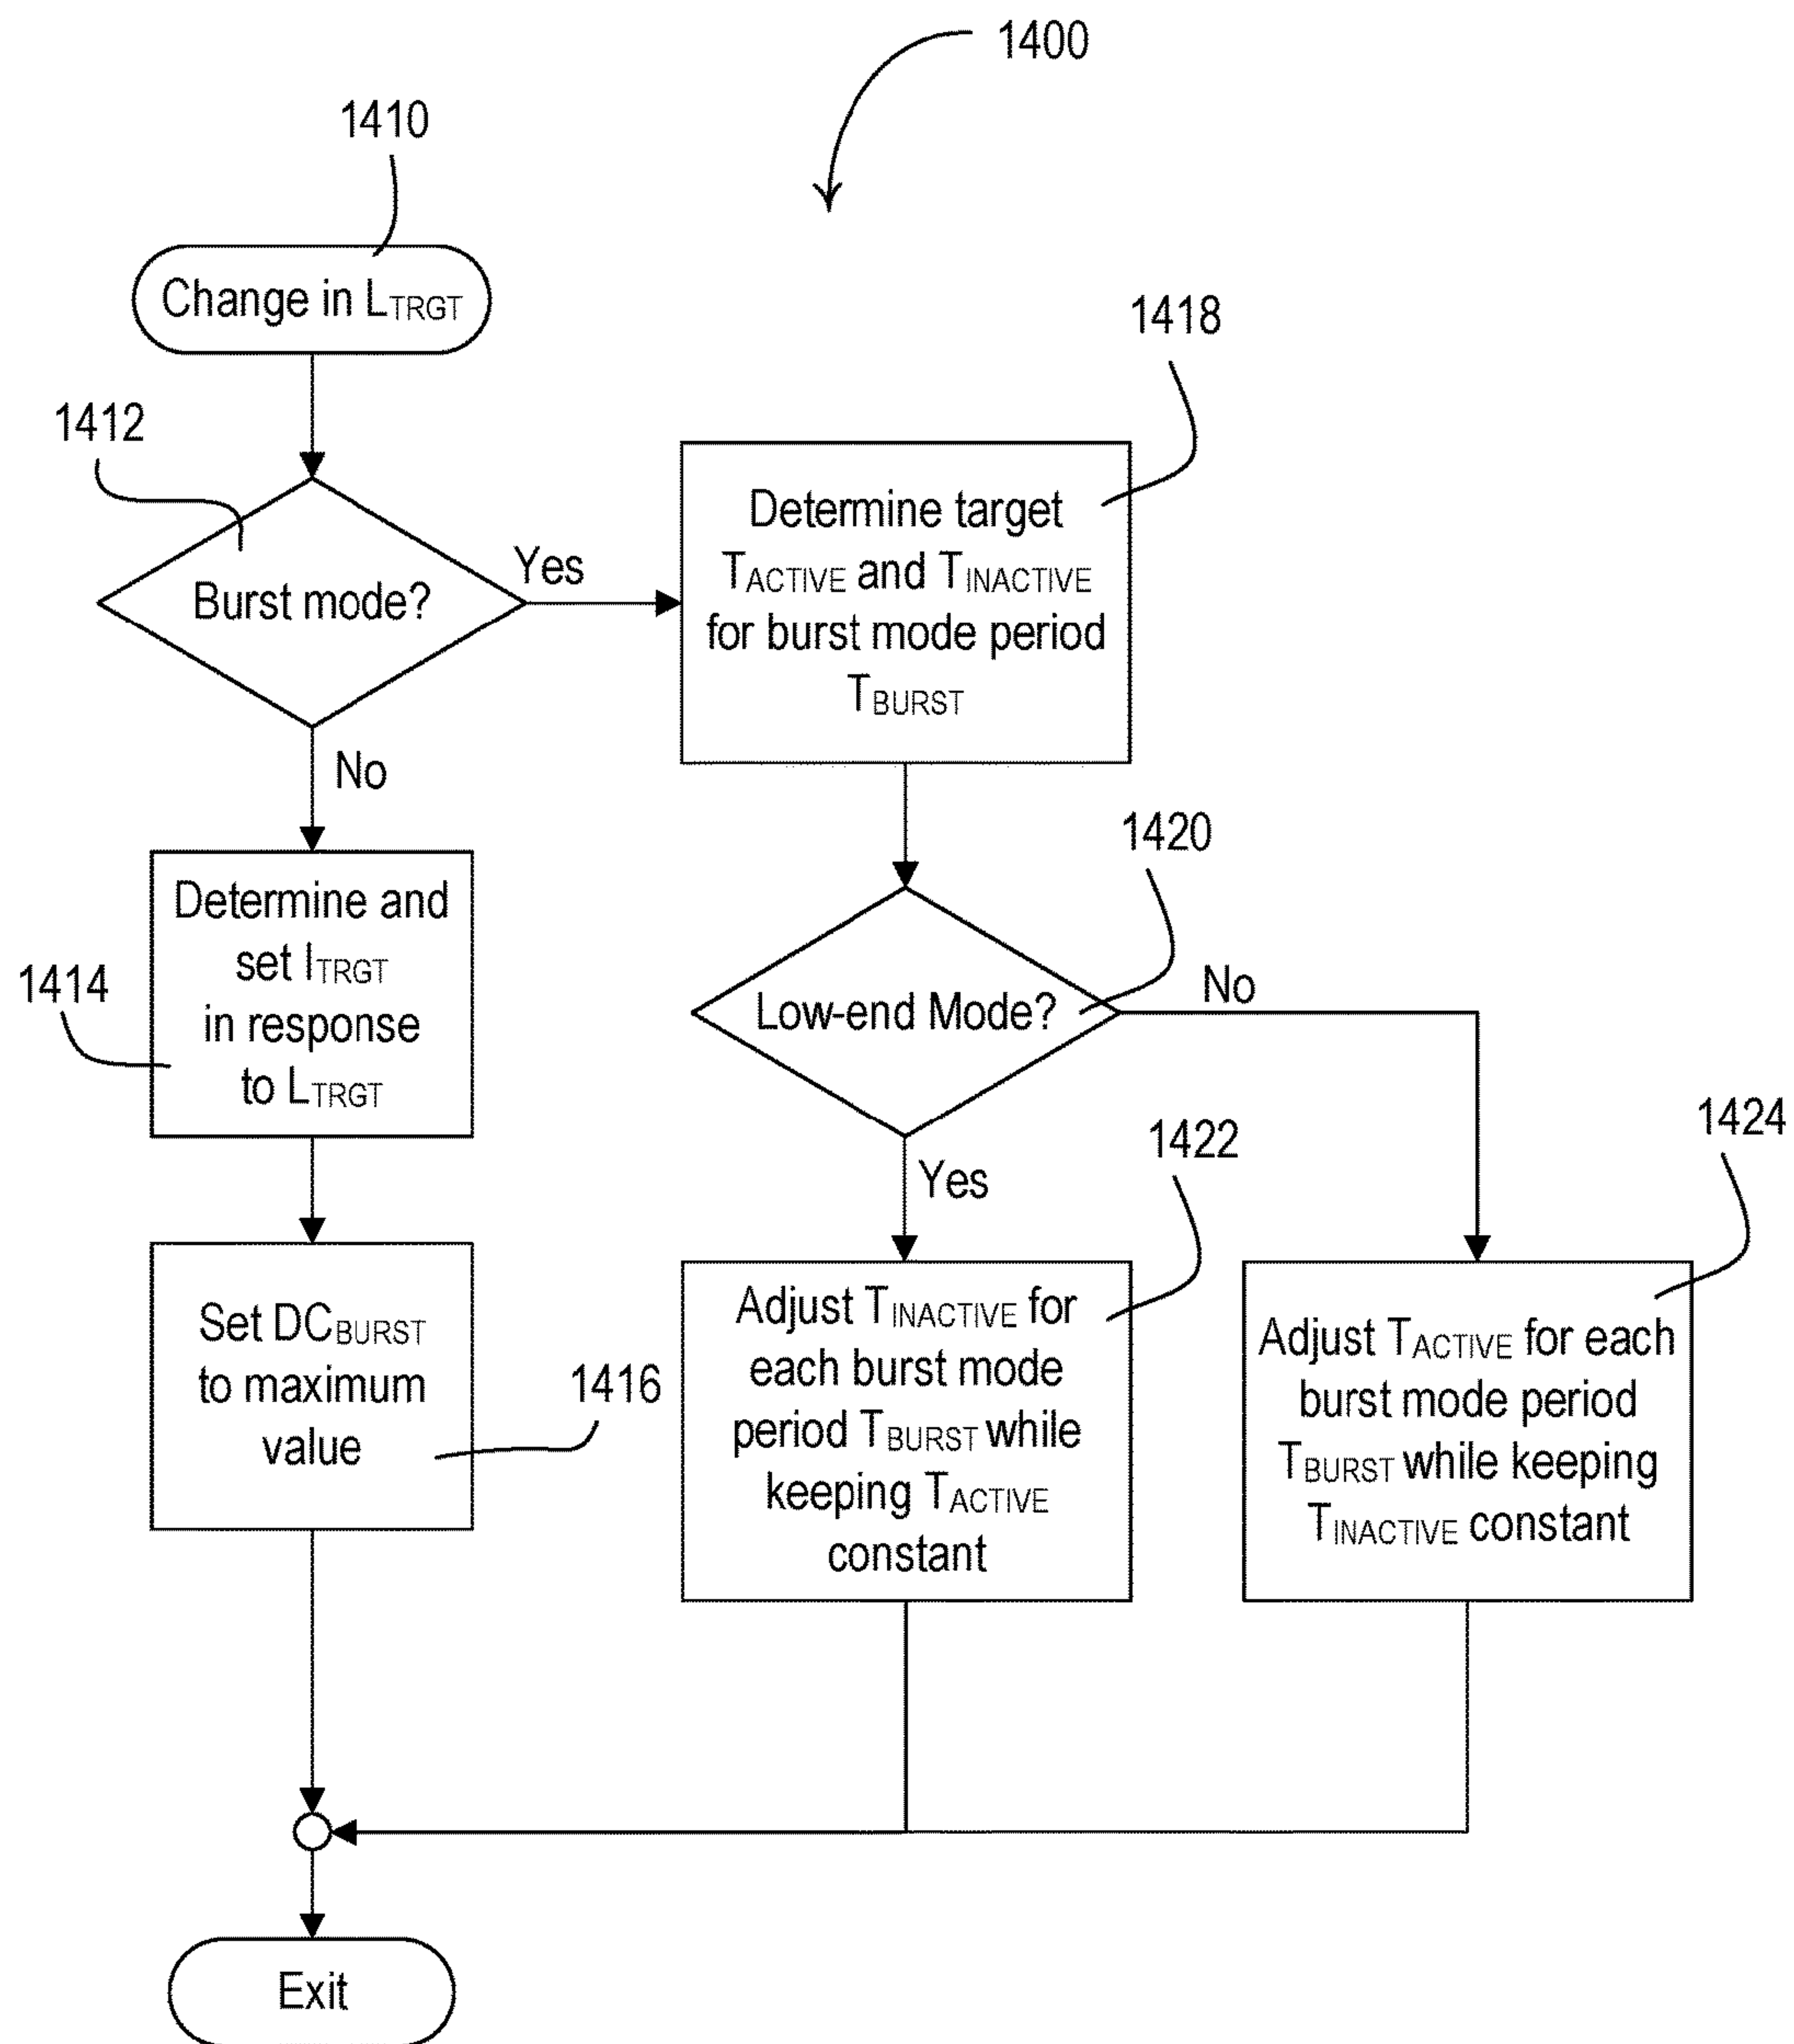 1400
1410
Change in LTRGT
1412
Burst mode?
Yes
No
1418
Determine target
TACTIVE and TINACTIVE
for burst mode period
TBURST
1414
Determine and
set ITRGT
in response
to LTRGT
1420
Low-end Mode?
No
Yes
1416
Set DCBURST
to maximum
value
1422
Adjust TINACTIVE for
each burst mode
period TBURST while
keeping TACTIVE
constant
1424
Adjust TACTIVE for each
burst mode period
TBURST while keeping
TINACTIVE constant
Exit